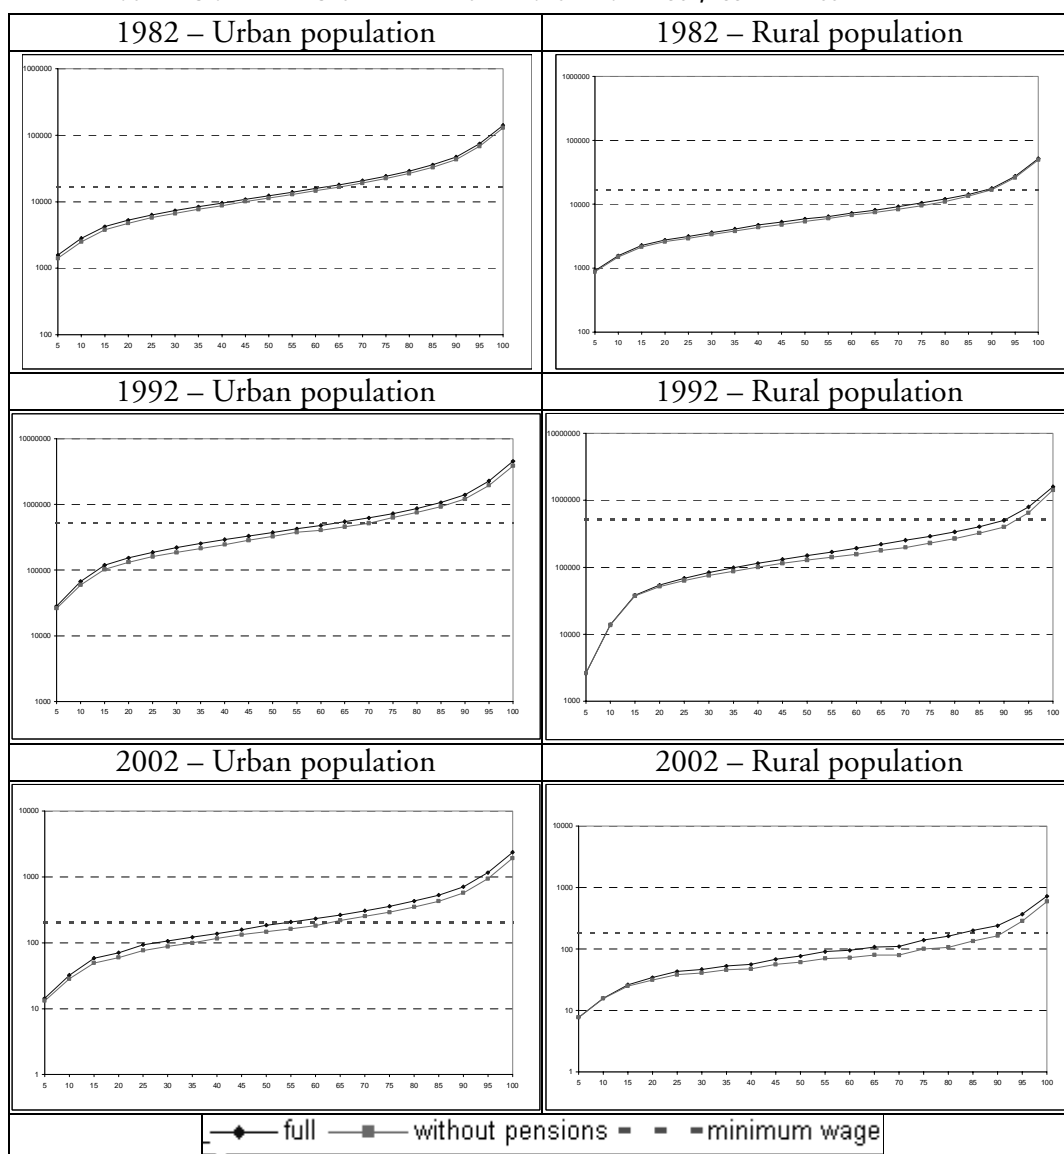 1982 – Urban population
1982 – Rural population
1000000
100000
10000
1000
100
5 10 15 20 25 30 35 40 45 50 55 60 65 70 75 80 85 90 95 100
1000000
100000
10000
1000
100
5 10 15 20 25 30 35 40 45 50 55 60 65 70 75 80 85 90 95 100
1992 – Urban population
1992 – Rural population
10000000
1000000
100000
10000
1000
5 10 15 20 25 30 35 40 45 50 55 60 65 70 75 80 85 90 95 100
10000000
1000000
100000
10000
1000
5 10 15 20 25 30 35 40 45 50 55 60 65 70 75 80 85 90 95 100
2002 – Urban population
2002 – Rural population
10000
1000
100
10
1
5 10 15 20 25 30 35 40 45 50 55 60 65 70 75 80 85 90 95 100
10000
1000
100
10
1
5 10 15 20 25 30 35 40 45 50 55 60 65 70 75 80 85 90 95 100
full without pensions minimum wage